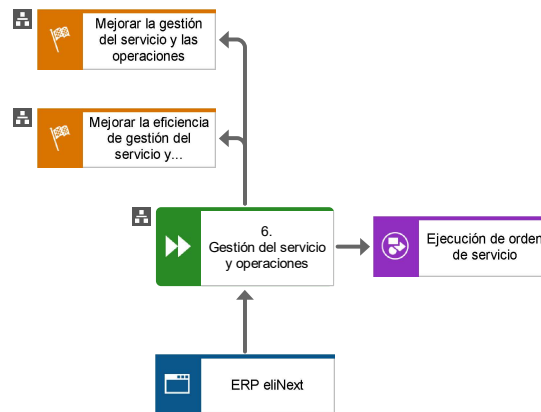 Mejorar la gestión
del servicio y las
operaciones
Mejorar la eficiencia
de gestión del
servicio y...
6.
Gestión del servicio
y operaciones
Ejecución de orden
de servicio
ERP eliNext